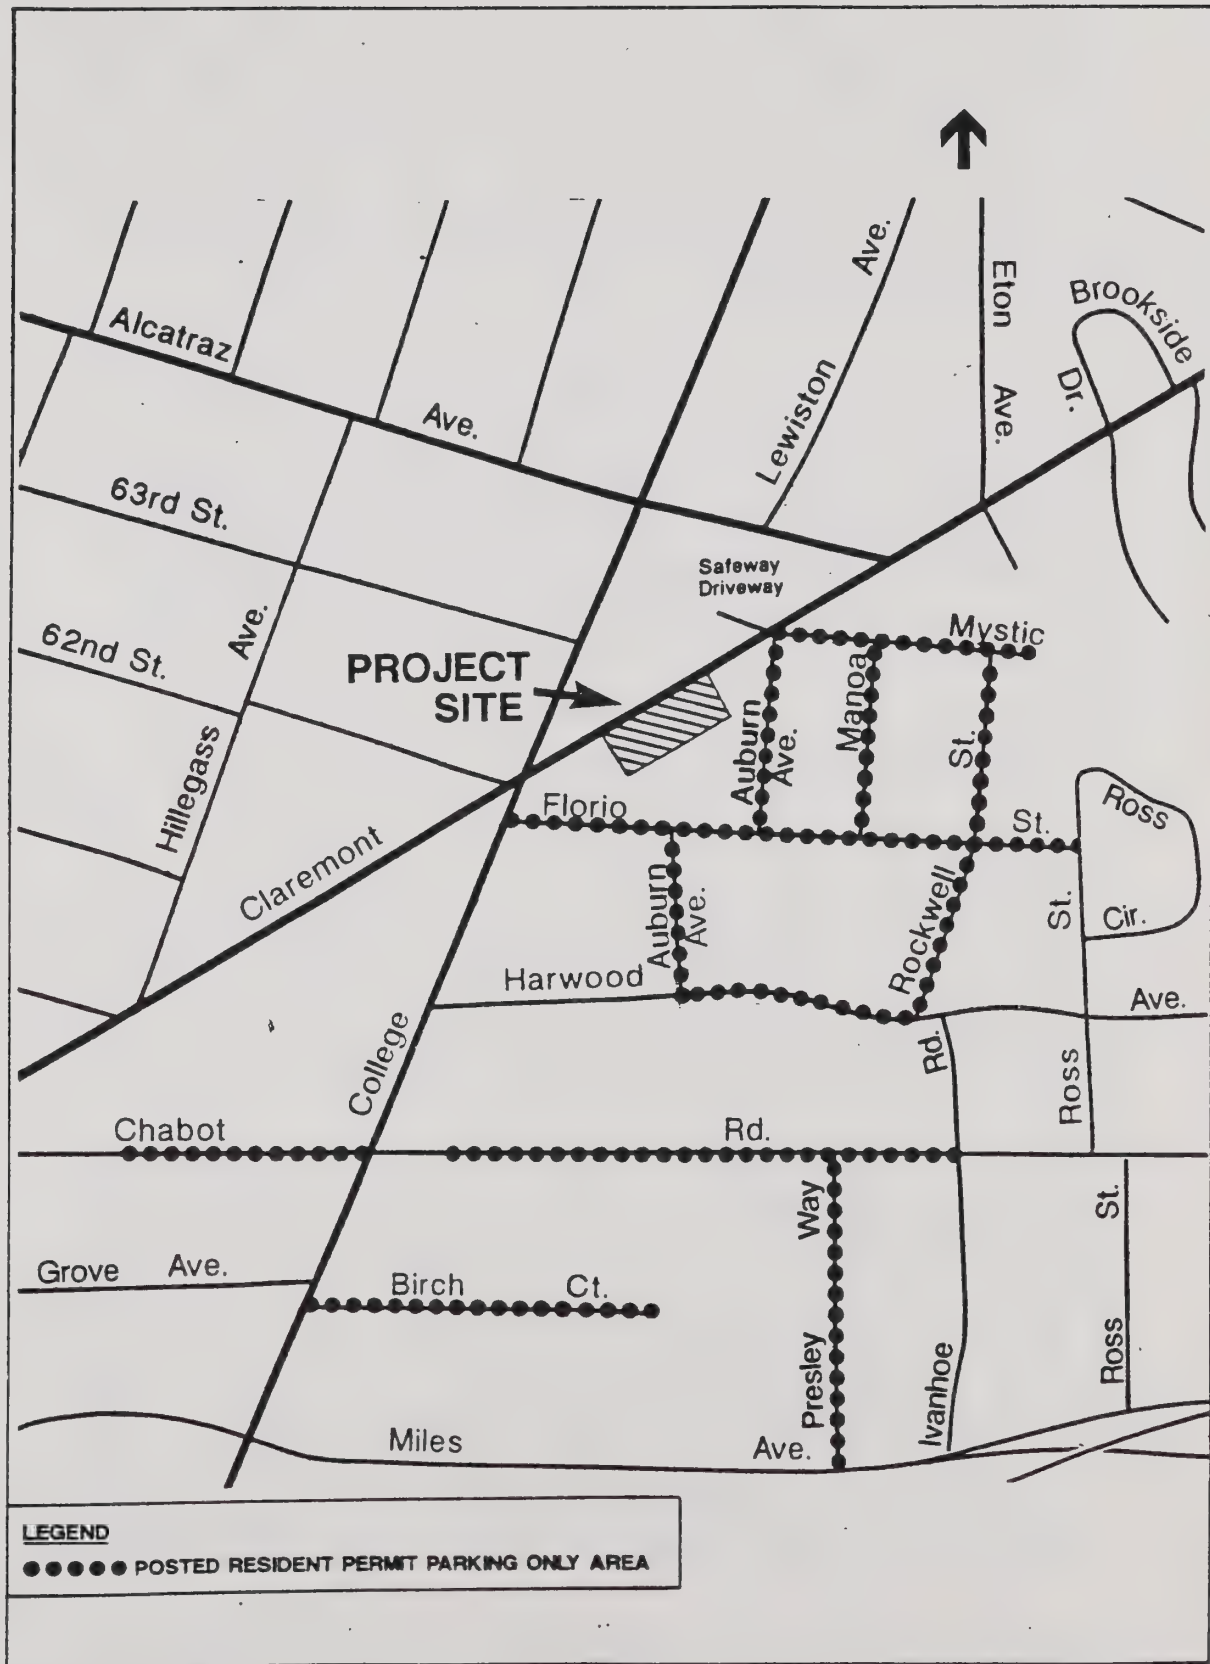 Ave.
Eton
Ave.
Brookside
Dr.
Alcatraz
Ave.
Lewiston
63rd St.
Safeway
Driveway
Ave.
62nd St.
Mystic
PROJECT
SITE
Auburn
Ave.
Manoa
St.
Hillegass
Florio
St.
Ross
Cir.
St.
Claremont
Auburn
Ave.
Rockwell
Harwood
Ave.
College
Rd.
Ross
Chabot
Rd.
Way
St.
Grove Ave.
Birch Ct.
Presley
Ivanhoe
Ross
Miles
Ave.
LEGEND
POSTED RESIDENT PERMIT PARKING ONLY AREA